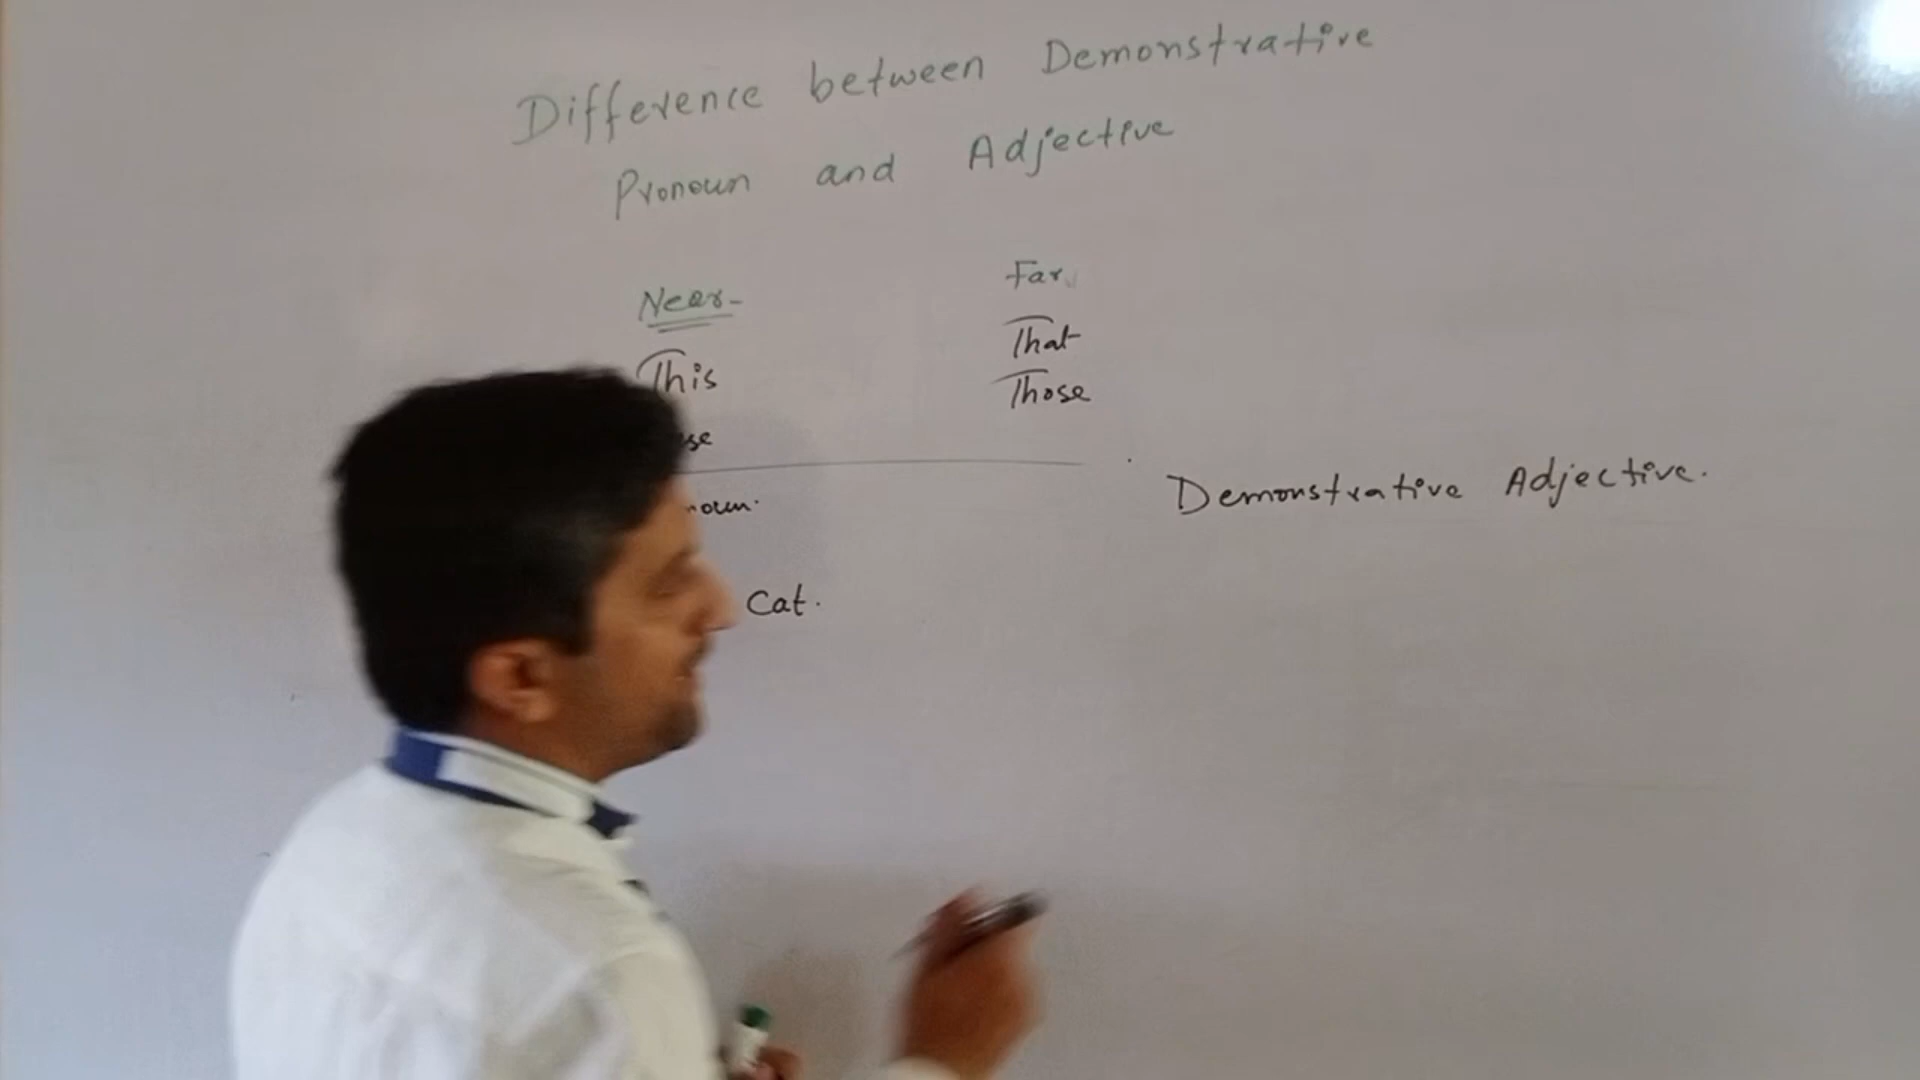 Difference between Demonstrative
Pronoun and Adjective
Near Far
This That
Those
Demonstrative Adjective.
Cat.